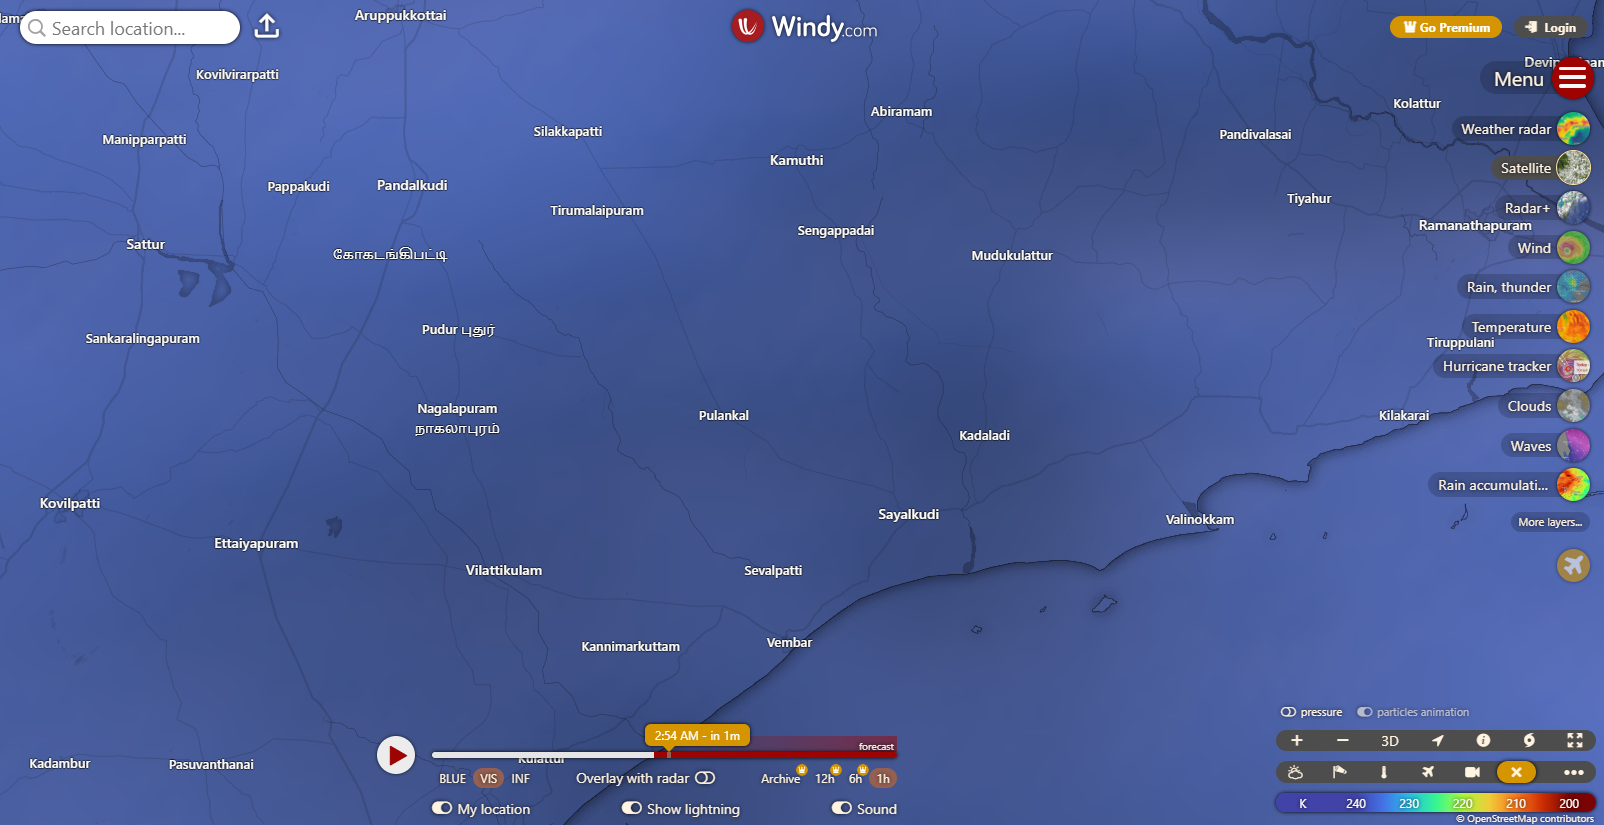 Search location...
Aruppukkottai
Windy.com
Go Premium
Login
Kovilvirarpatti
Menu
Abiramam
Kolattur
Manipparpatti
Silakkapatti
Pandivalasai
Weather radar
Kamuthi
Satellite
Pappakudi
Pandalkudi
Tirumalaipuram
Tiyahur
Radar+
Sengappadai
Ramanathapuram
Sattur
கோகடங்கிபட்டி
Mudukulattur
Wind
Rain, thunder
Pudur புதுர்
Temperature
Sankaralingapuram
Tiruppulani
Hurricane tracker
Nagalapuram
நாகலாபுரம்
Pulankal
Kadaladi
Kilakarai
Clouds
Waves
Rain accumulati...
Kovilpatti
Sayalkudi
Valinokkam
More layers...
Ettaiyapuram
Vilattikulam
Sevalpatti
Kannimarkuttam
Vembar
pressure
particles animation
2:54 AM - in 1m
forecast
3D
Kadambur
Pasuvanthanai
Kulattur
BLUE VIS INF
Overlay with radar
Archive 12h 6h 1h
My location
Show lightning
Sound
K 240 230 220 210 200
© OpenStreetMap contributors